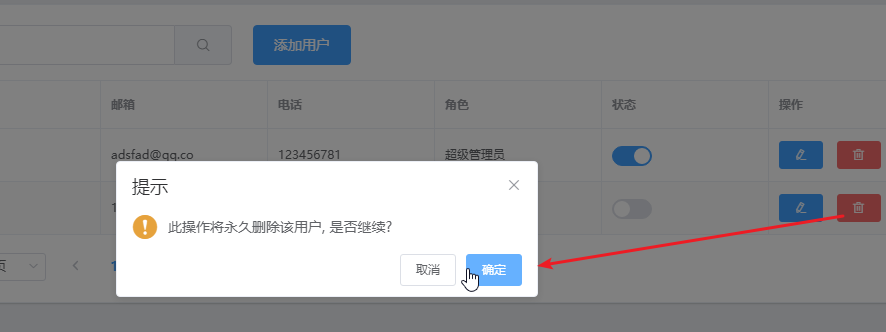 添加用户
邮箱 电话 角色 状态 操作
adsfad@qq.co 123456781 超级管理员
提示
此操作将永久删除该用户, 是否继续?
取消 确定
页
1